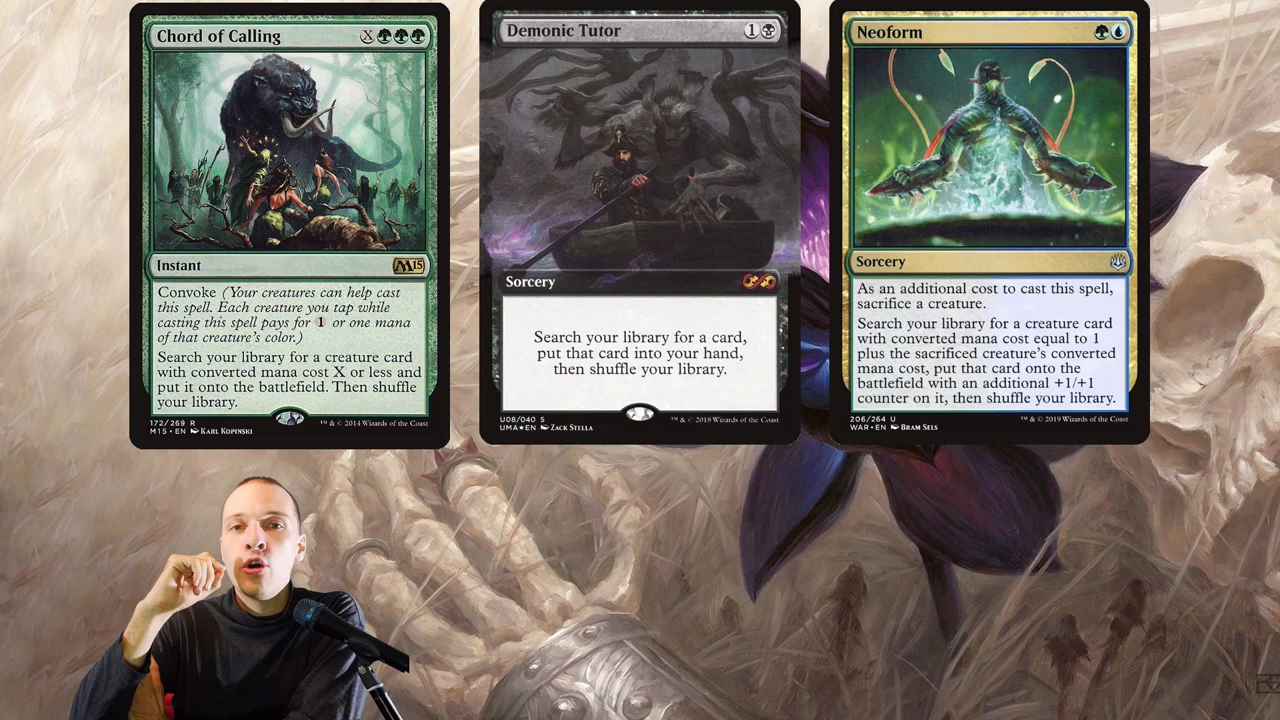 Chord of Calling X
Instant M15
Convoke (Your creatures can help cast
this spell. Each creature you tap while
casting this spell pays for 1 or one mana
of that creature's color.)
Search your library for a creature card
with converted mana cost X or less and
put it onto the battlefield. Then shuffle
your library.
172/269 R
M15 • EN Karl Kopinski
™ & © 2014 Wizards of the Coast
Demonic Tutor 1
Sorcery
Search your library for a card,
put that card into your hand,
then shuffle your library.
U08/040 S
UMA★EN Zack Stella
™ & © 2018 Wizards of the Coast
Neoform
Sorcery
As an additional cost to cast this spell,
sacrifice a creature.
Search your library for a creature card
with converted mana cost equal to 1
plus the sacrificed creature's converted
mana cost, put that card onto the
battlefield with an additional +1/+1
counter on it, then shuffle your library.
206/264 U
WAR • EN Bram Sels
™ & © 2019 Wizards of the Coast